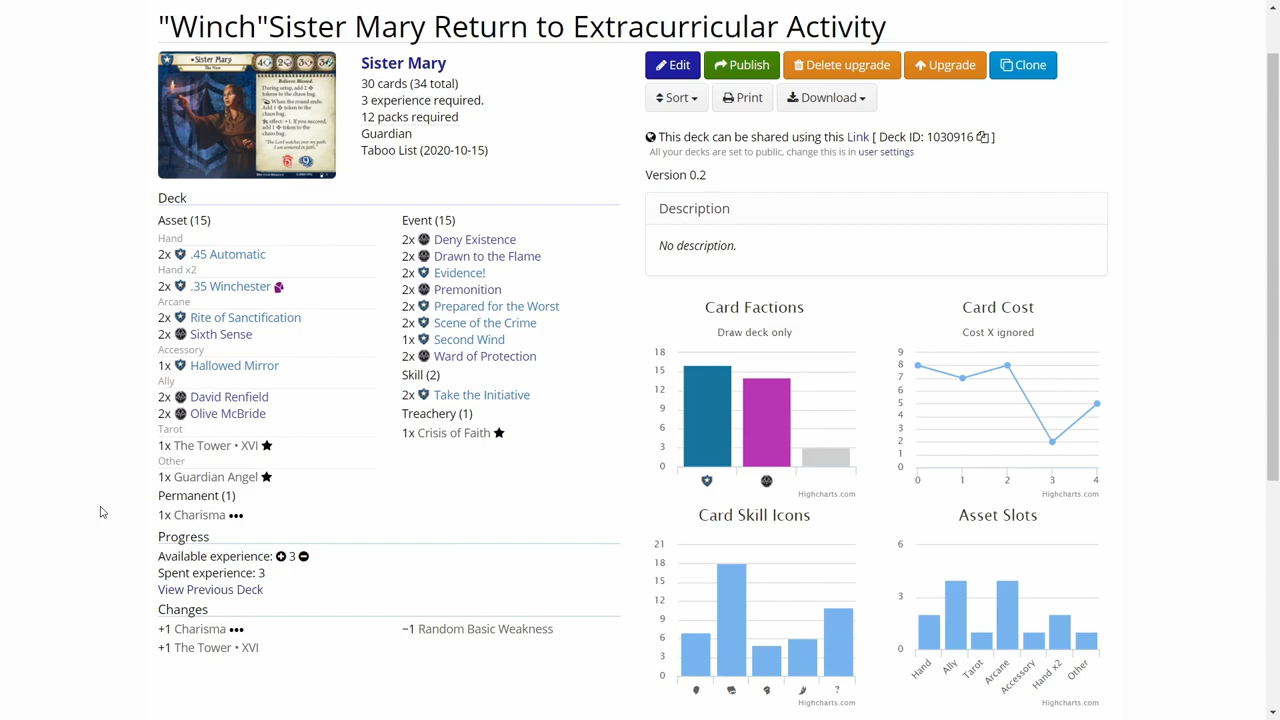 "Winch"Sister Mary Return to Extracurricular Activity
Sister Mary
The Nun
Sister Mary
30 cards (34 total)
3 experience required.
12 packs required
Guardian
Taboo List (2020-10-15)
Edit
Publish
Delete upgrade
Upgrade
Clone
Sort
Print
Download
This deck can be shared using this Link [ Deck ID: 1030916 ]
All your decks are set to public, change this is in user settings
Version 0.2
Description
No description.
Deck
Asset (15)
Hand
2x .45 Automatic
Hand x2
2x .35 Winchester
Arcane
2x Rite of Sanctification
2x Sixth Sense
Accessory
1x Hallowed Mirror
Ally
2x David Renfield
2x Olive McBride
Tarot
1x The Tower • XVI
Other
1x Guardian Angel
Permanent (1)
1x Charisma •••
Event (15)
2x Deny Existence
2x Drawn to the Flame
2x Evidence!
2x Premonition
2x Prepared for the Worst
2x Scene of the Crime
1x Second Wind
2x Ward of Protection
Skill (2)
2x Take the Initiative
Treachery (1)
1x Crisis of Faith
Progress
Available experience: 3
Spent experience: 3
View Previous Deck
Changes
+1 Charisma •••
+1 The Tower • XVI
−1 Random Basic Weakness
Card Factions
Draw deck only
18
15
12
9
6
3
0
Highcharts.com
Card Cost
Cost X ignored
9
8
7
6
5
4
3
2
1
0
0 1 2 3 4
Highcharts.com
Card Skill Icons
21
18
15
12
9
6
3
0
?
Highcharts.com
Asset Slots
6
3
0
Hand
Ally
Tarot
Arcane
Accessory
Hand x2
Other
Highcharts.com